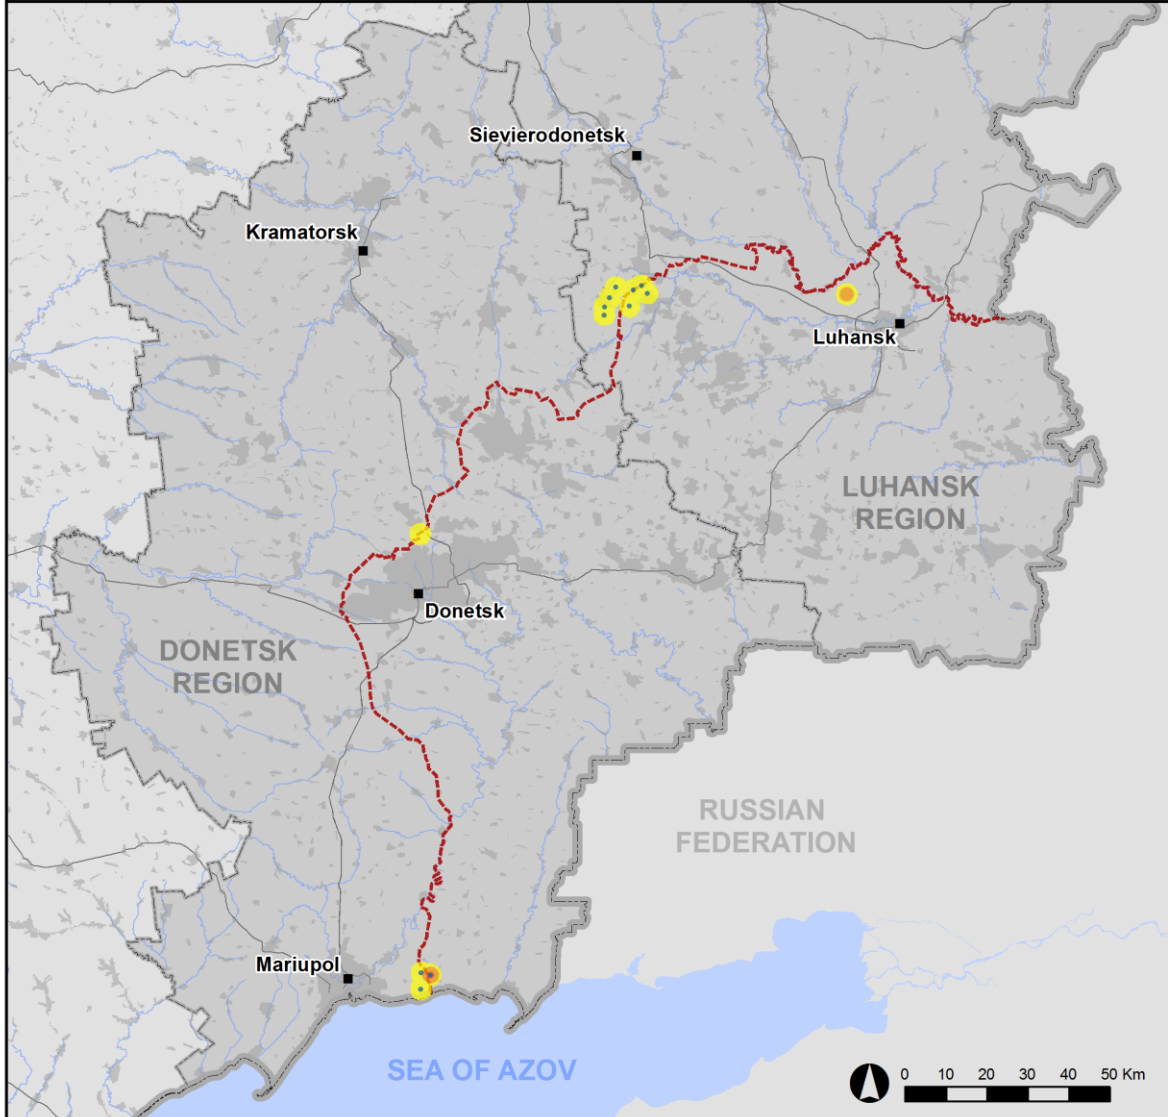 Sievierodonetsk
Kramatorsk
Luhansk
LUHANSK
REGION
Donetsk
DONETSK
REGION
RUSSIAN
FEDERATION
Mariupol
SEA OF AZOV
0 10 20 30 40 50 Km